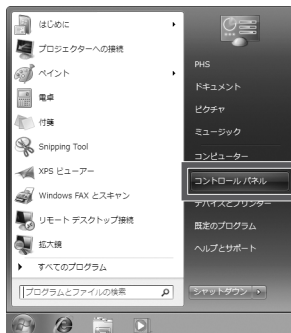 はじめに
プロジェクターへの接続
ペイント
電卓
付箋
Snipping Tool
XPS ビューアー
Windows FAX とスキャン
リモート デスクトップ接続
拡大鏡
すべてのプログラム
プログラムとファイルの検索
PHS
ドキュメント
ピクチャ
ミュージック
コンピューター
コントロール パネル
デバイスとプリンター
既定のプログラム
ヘルプとサポート
シャットダウン